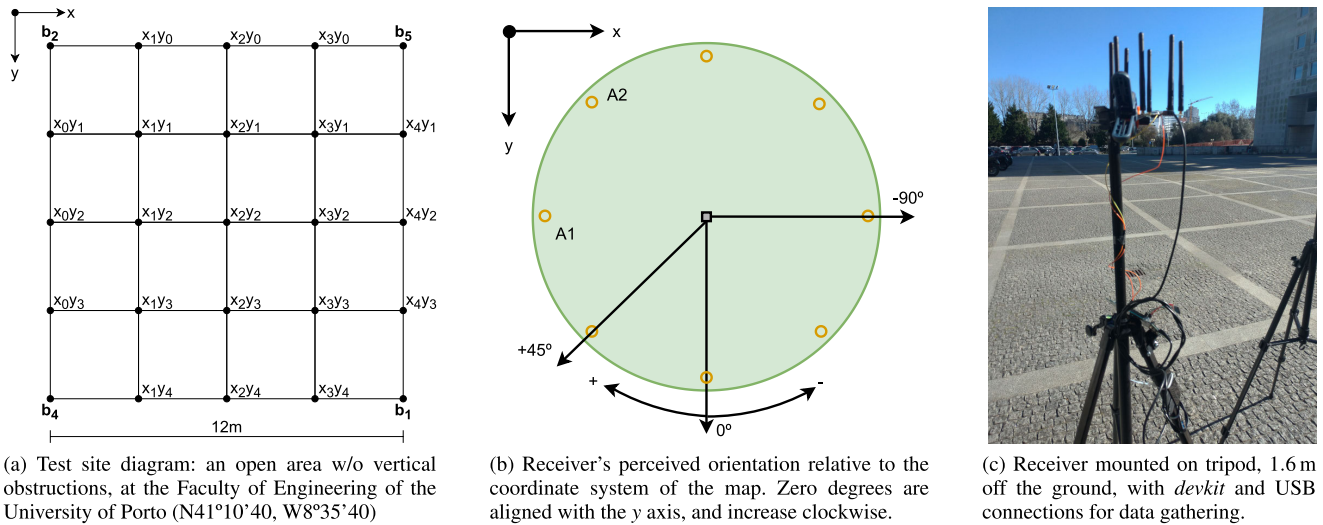 x
y
b2
x1y0
x2y0
x3y0
b5
x0y1
x1y1
x2y1
x3y1
x4y1
x0y2
x1y2
x2y2
x3y2
x4y2
x0y3
x1y3
x2y3
x3y3
x4y3
b4
x1y4
x2y4
x3y4
b1
12m
(a) Test site diagram: an open area w/o vertical
obstructions, at the Faculty of Engineering of the
University of Porto (N41º10'40, W8º35'40)
x
y
A2
A1
-90º
+45º
+
-
0º
(b) Receiver's perceived orientation relative to the
coordinate system of the map. Zero degrees are
aligned with the y axis, and increase clockwise.
(c) Receiver mounted on tripod, 1.6 m
off the ground, with devkit and USB
connections for data gathering.